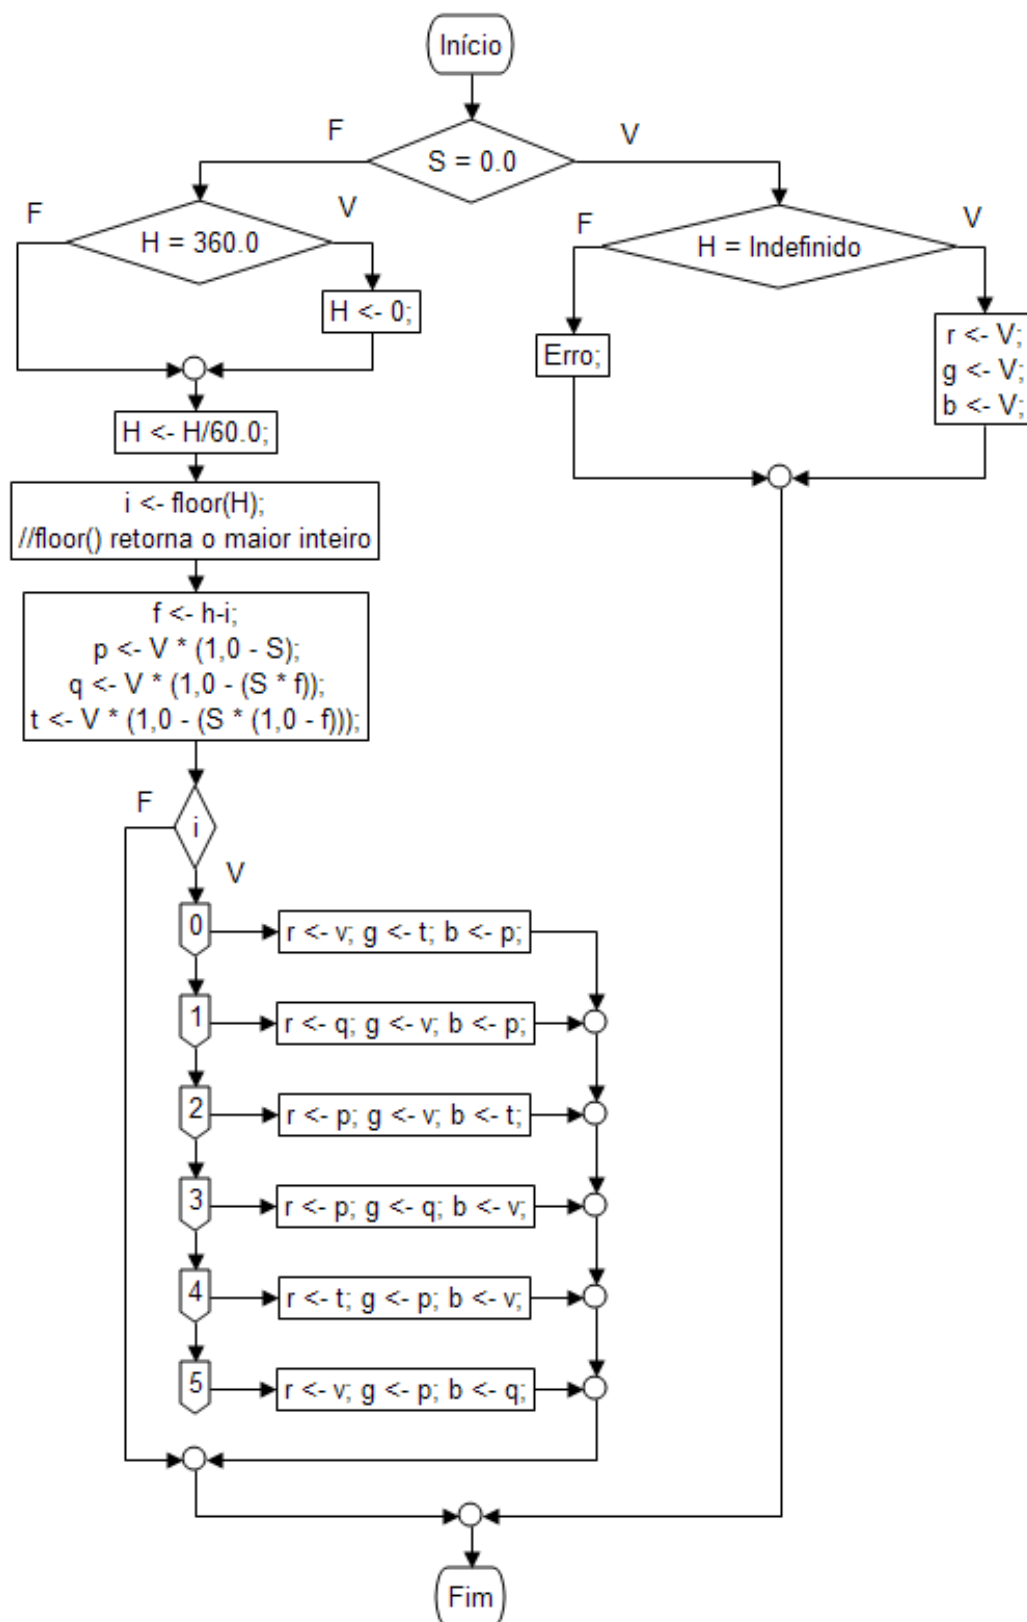 Início
F
V
S = 0.0
F
V
H = 360.0
F
V
H = Indefinido
H <- 0;
Erro;
r <- V;
g <- V;
b <- V;
H <- H/60.0;
i <- floor(H);
//floor() retorna o maior inteiro
f <- h-i;
p <- V * (1,0 - S);
q <- V * (1,0 - (S * f));
t <- V * (1,0 - (S * (1,0 - f)));
F
i
V
0
r <- v; g <- t; b <- p;
1
r <- q; g <- v; b <- p;
2
r <- p; g <- v; b <- t;
3
r <- p; g <- q; b <- v;
4
r <- t; g <- p; b <- v;
5
r <- v; g <- p; b <- q;
Fim